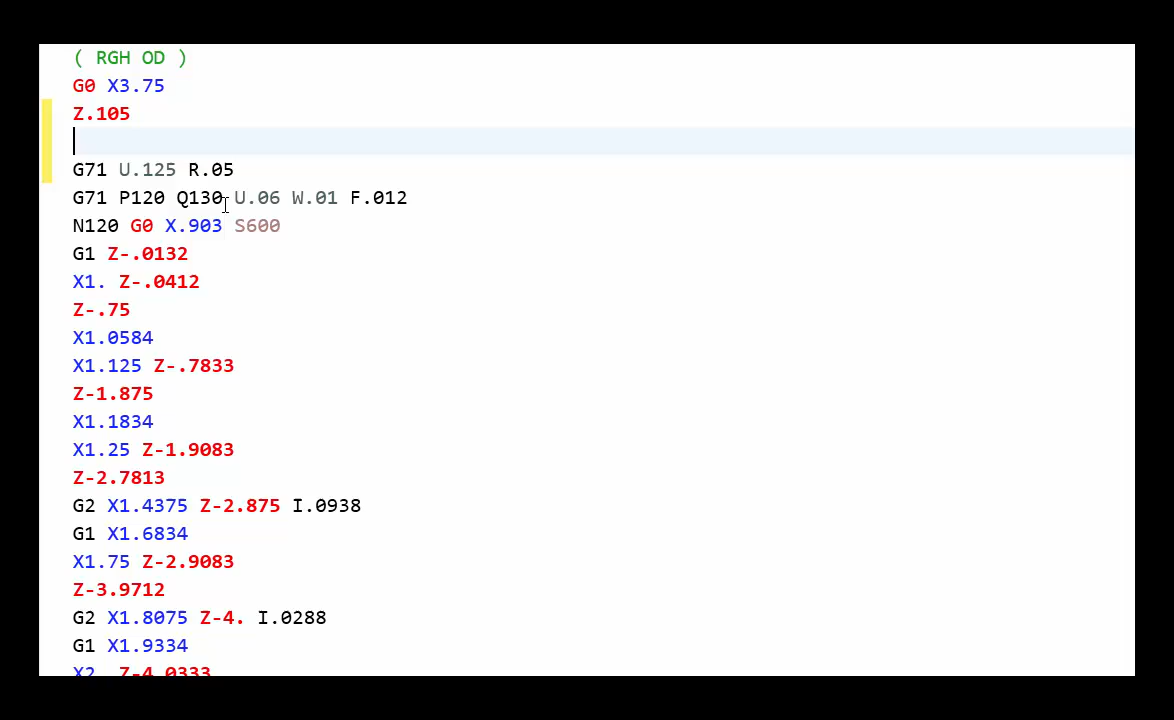 ( RGH OD )
G0 X3.75
Z.105
G71 U.125 R.05
G71 P120 Q130 U.06 W.01 F.012
N120 G0 X.903 S600
G1 Z-.0132
X1. Z-.0412
Z-.75
X1.0584
X1.125 Z-.7833
Z-1.875
X1.1834
X1.25 Z-1.9083
Z-2.7813
G2 X1.4375 Z-2.875 I.0938
G1 X1.6834
X1.75 Z-2.9083
Z-3.9712
G2 X1.8075 Z-4. I.0288
G1 X1.9334
X2. Z-4.0333